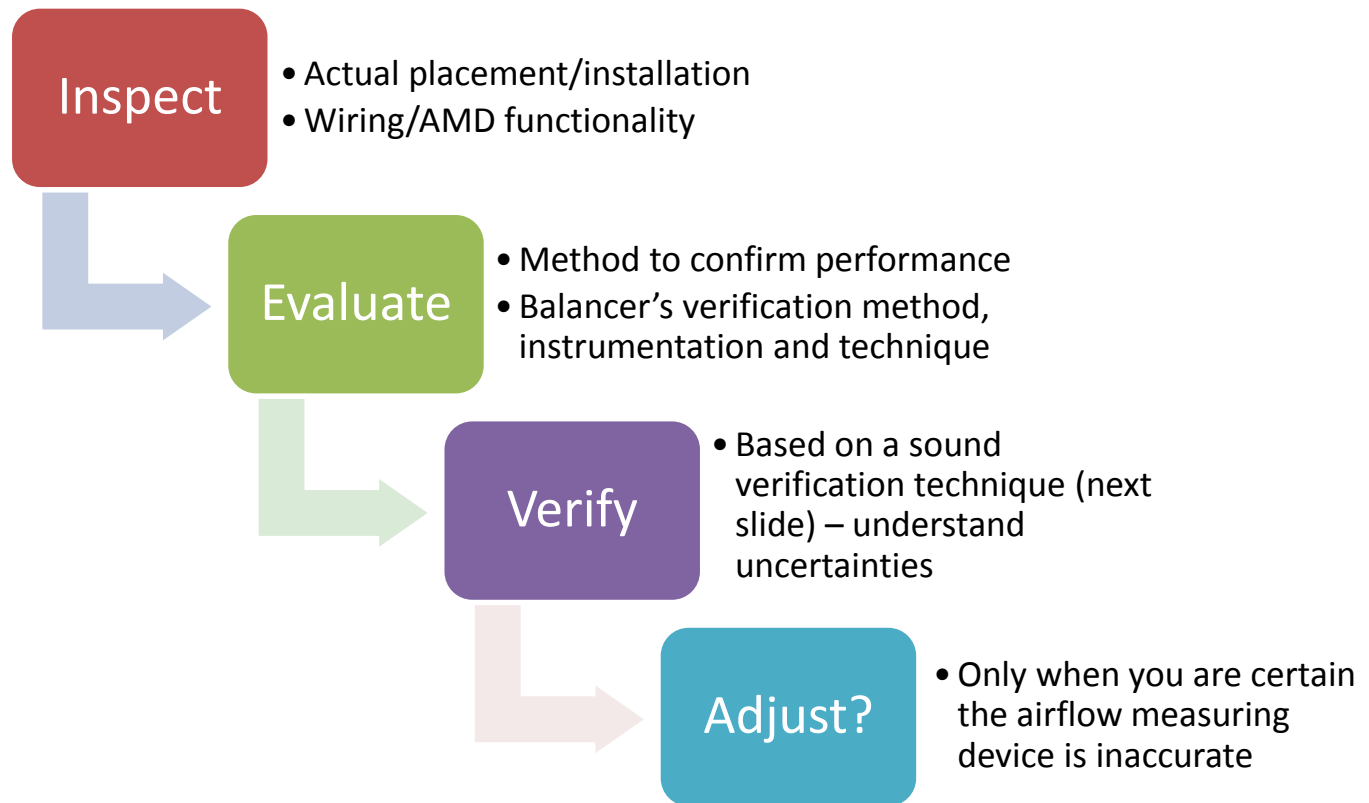 Inspect
• Actual placement/installation
• Wiring/AMD functionality
Evaluate
• Method to confirm performance
• Balancer’s verification method,
instrumentation and technique
Verify
• Based on a sound
verification technique (next
slide) – understand
uncertainties
Adjust?
• Only when you are certain
the airflow measuring
device is inaccurate